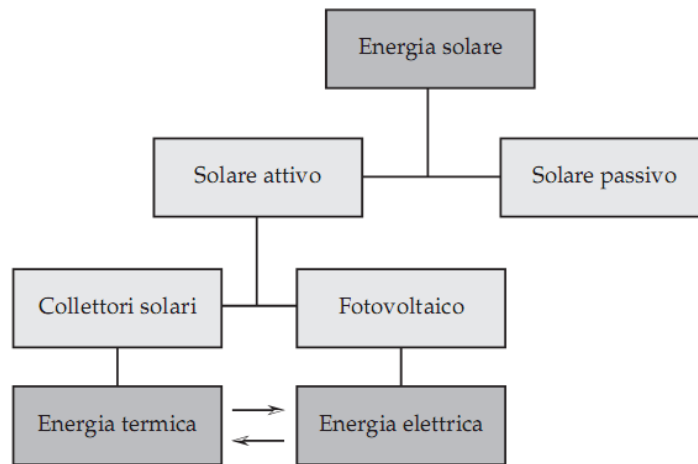 Energia solare
Solare attivo
Solare passivo
Collettori solari
Fotovoltaico
Energia termica
Energia elettrica